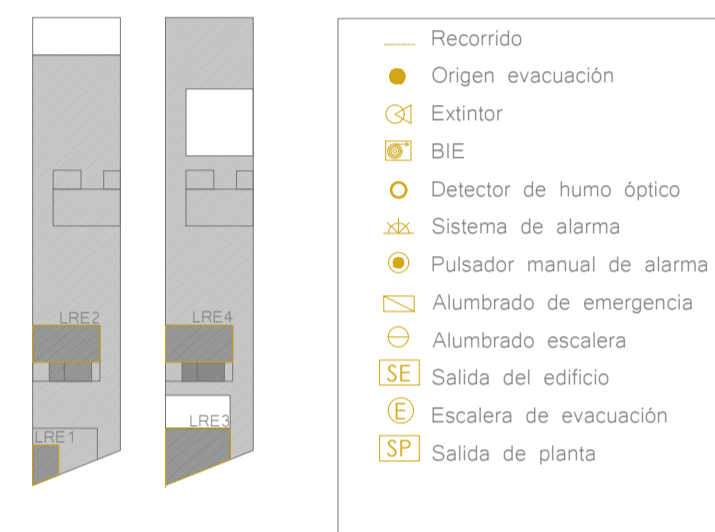 LRE2
LRE1
LRE4
LRE3
Recorrido
Origen evacuación
Extintor
BIE
Detector de humo óptico
Sistema de alarma
Pulsador manual de alarma
Alumbrado de emergencia
Alumbrado escalera
SE Salida del edificio
E Escalera de evacuación
SP Salida de planta